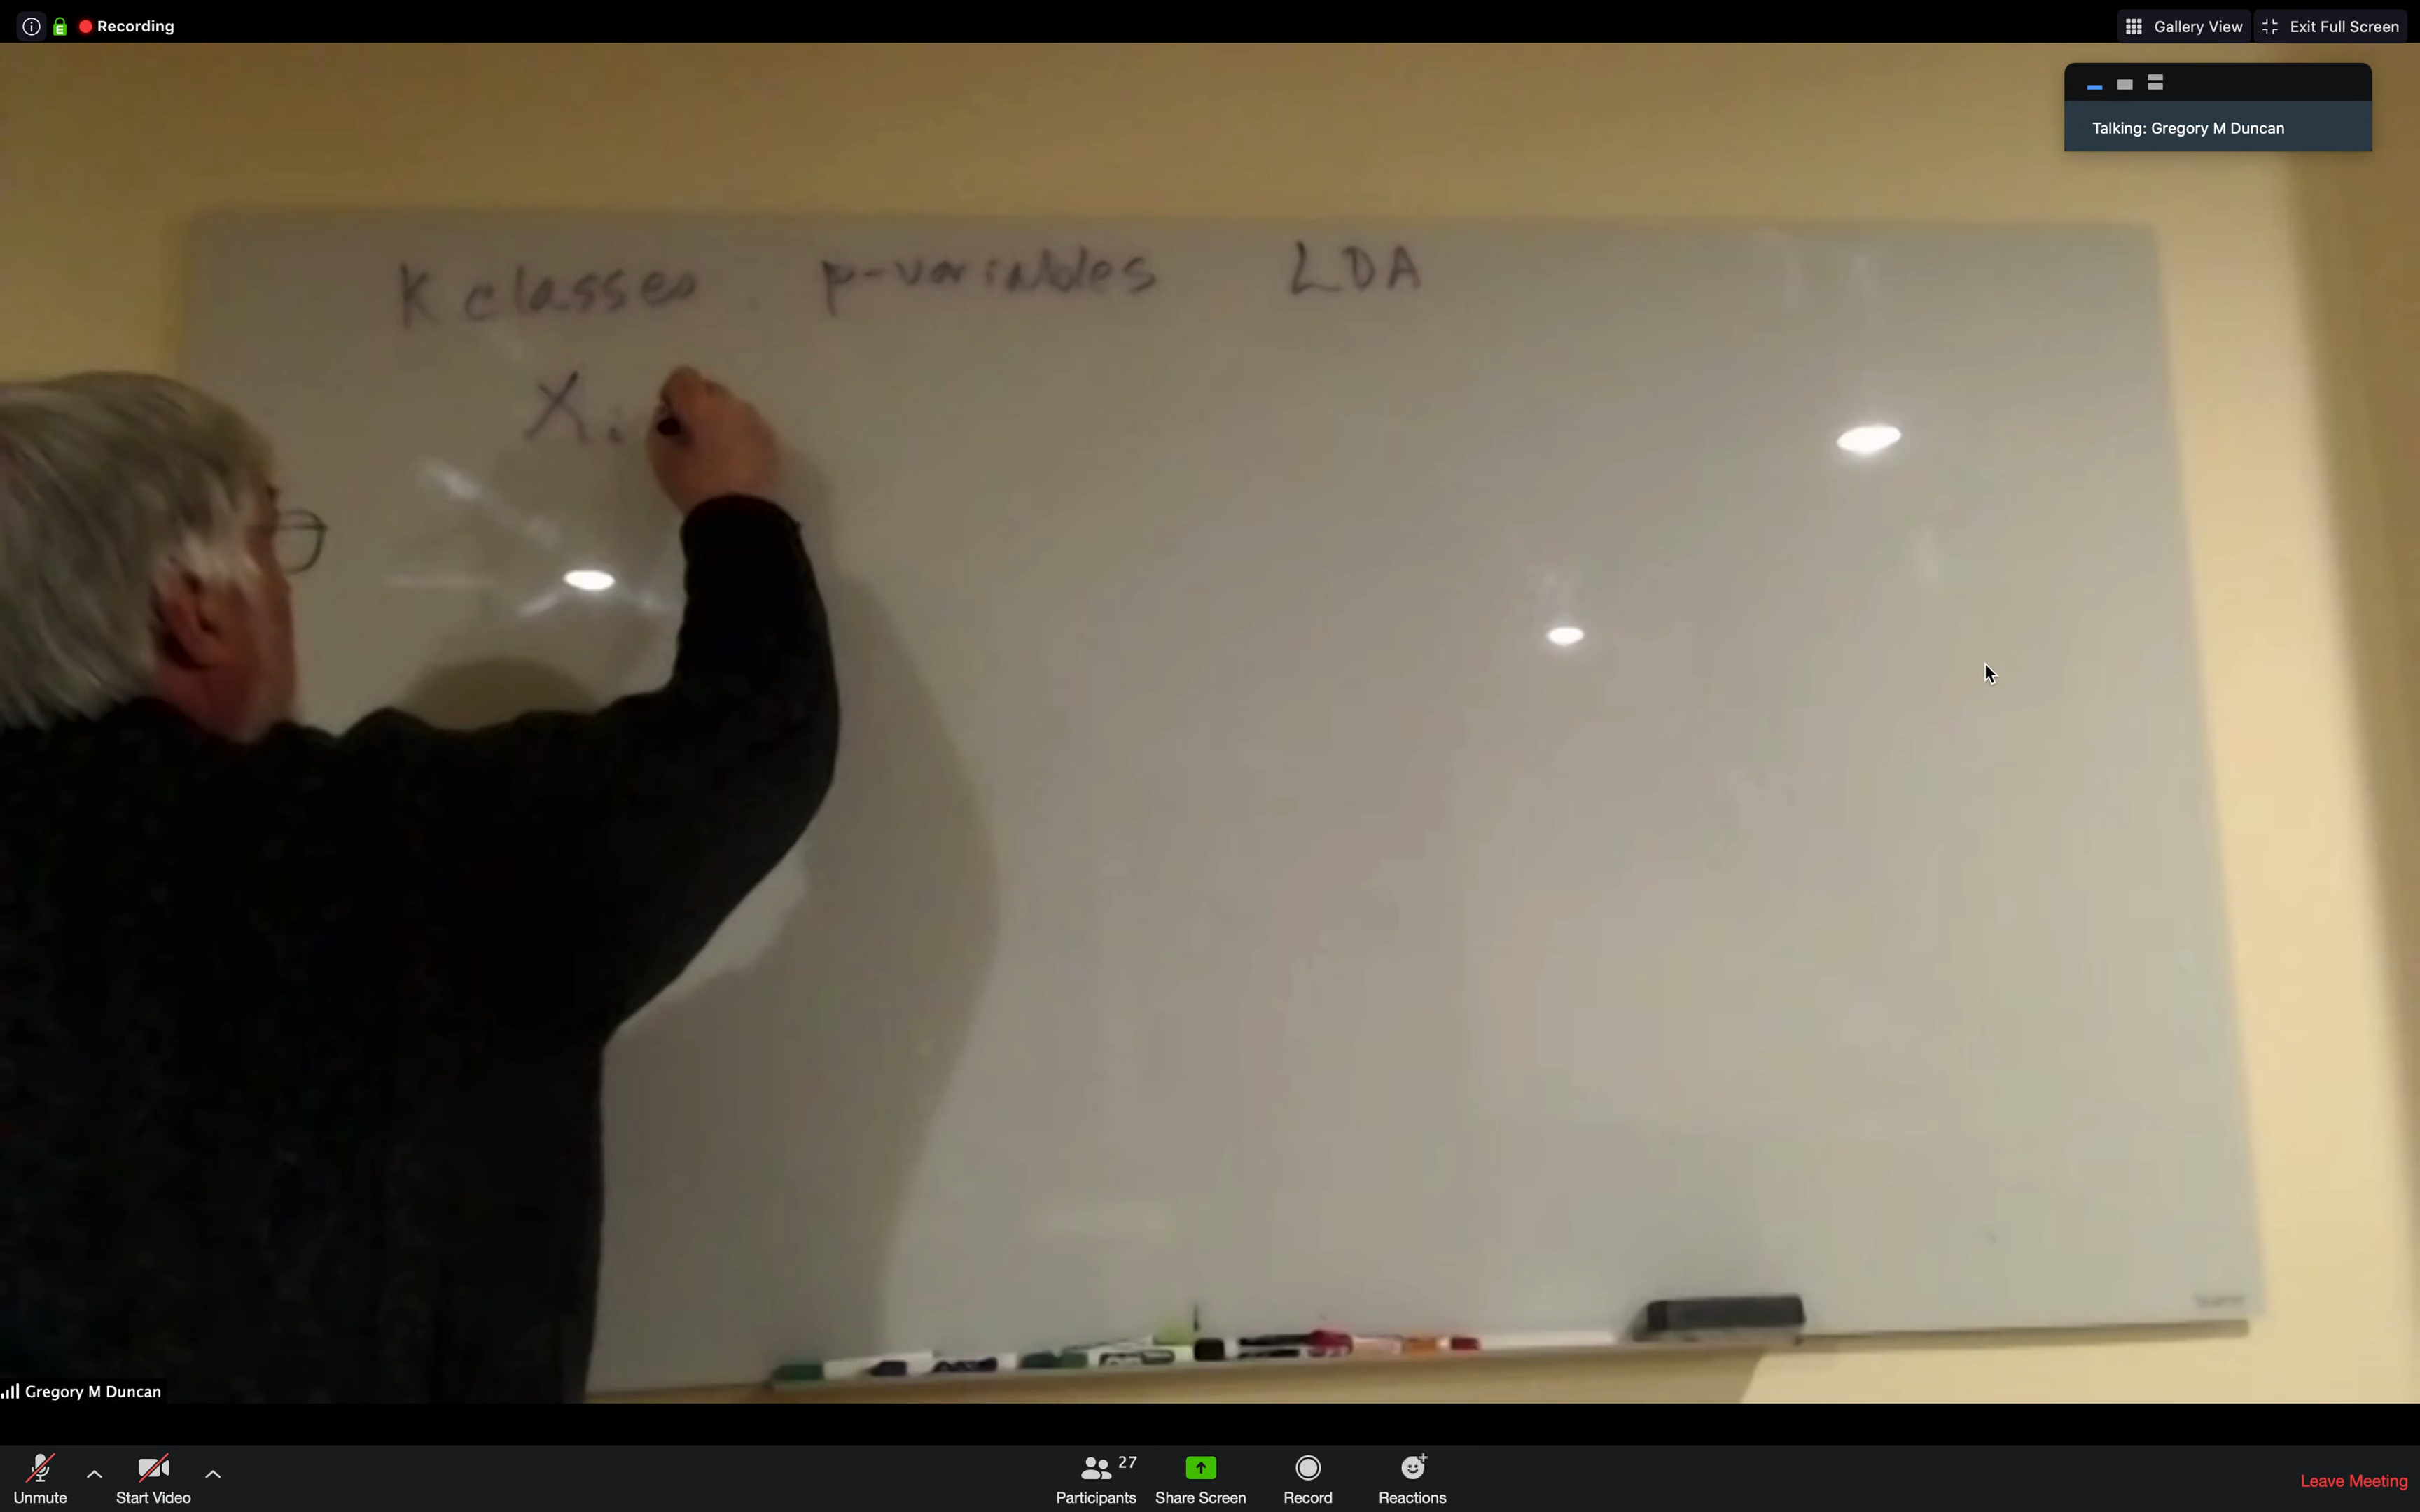 Recording
Gallery View
Exit Full Screen
Talking: Gregory M Duncan
K classes p-variables LDA
X i
Gregory M Duncan
Unmute
Start Video
27
Participants
Share Screen
Record
Reactions
Leave Meeting